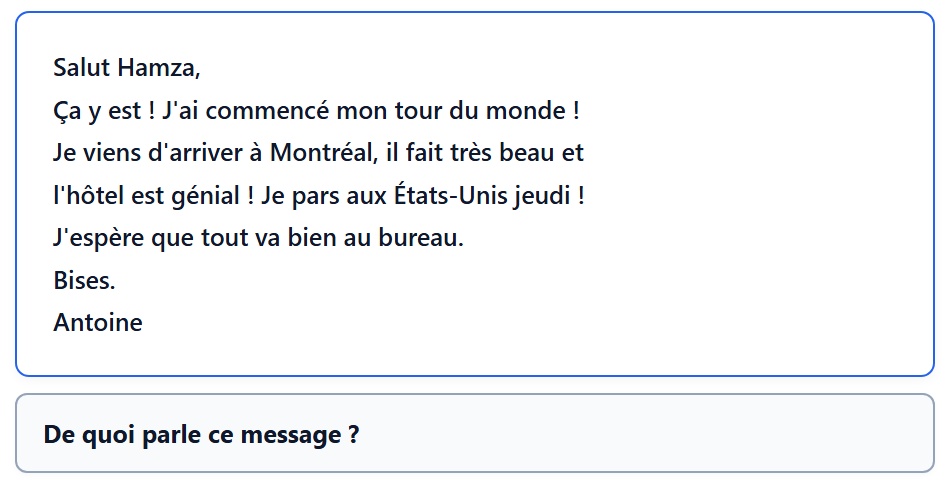 Salut Hamza,
Ça y est ! J'ai commencé mon tour du monde !
Je viens d'arriver à Montréal, il fait très beau et
l'hôtel est génial ! Je pars aux États-Unis jeudi !
J'espère que tout va bien au bureau.
Bises.
Antoine
De quoi parle ce message ?